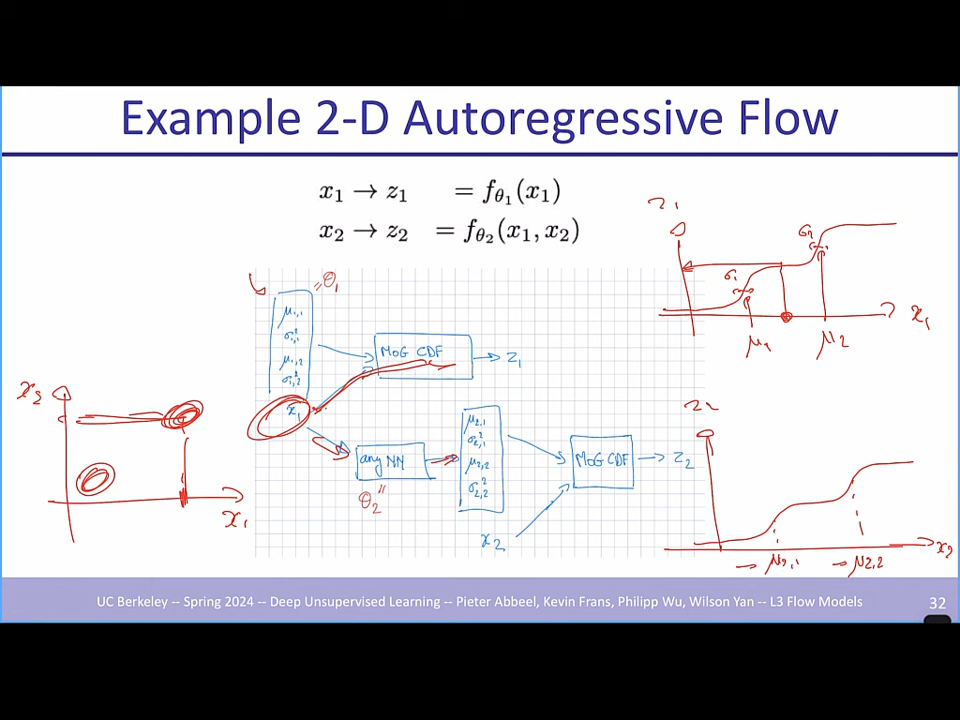 Example 2-D Autoregressive Flow
x₁ → z₁ = f_θ₁(x₁)
x₂ → z₂ = f_θ₂(x₁, x₂)
z₁
σ₁
σ₂
μ₁
μ₂
x₁
= θ₁
μ₁,₁
σ²₁,₁
μ₁,₂
σ²₁,₂
x₁
MoG CDF
z₁
any NN
θ₂
μ₂,₁
σ²₂,₁
μ₂,₂
σ²₂,₂
x₂
MoG CDF
z₂
x₂
x₁
z₂
μ₂,₁
μ₂,₂
x₂
UC Berkeley -- Spring 2024 -- Deep Unsupervised Learning -- Pieter Abbeel, Kevin Frans, Philipp Wu, Wilson Yan -- L3 Flow Models
32